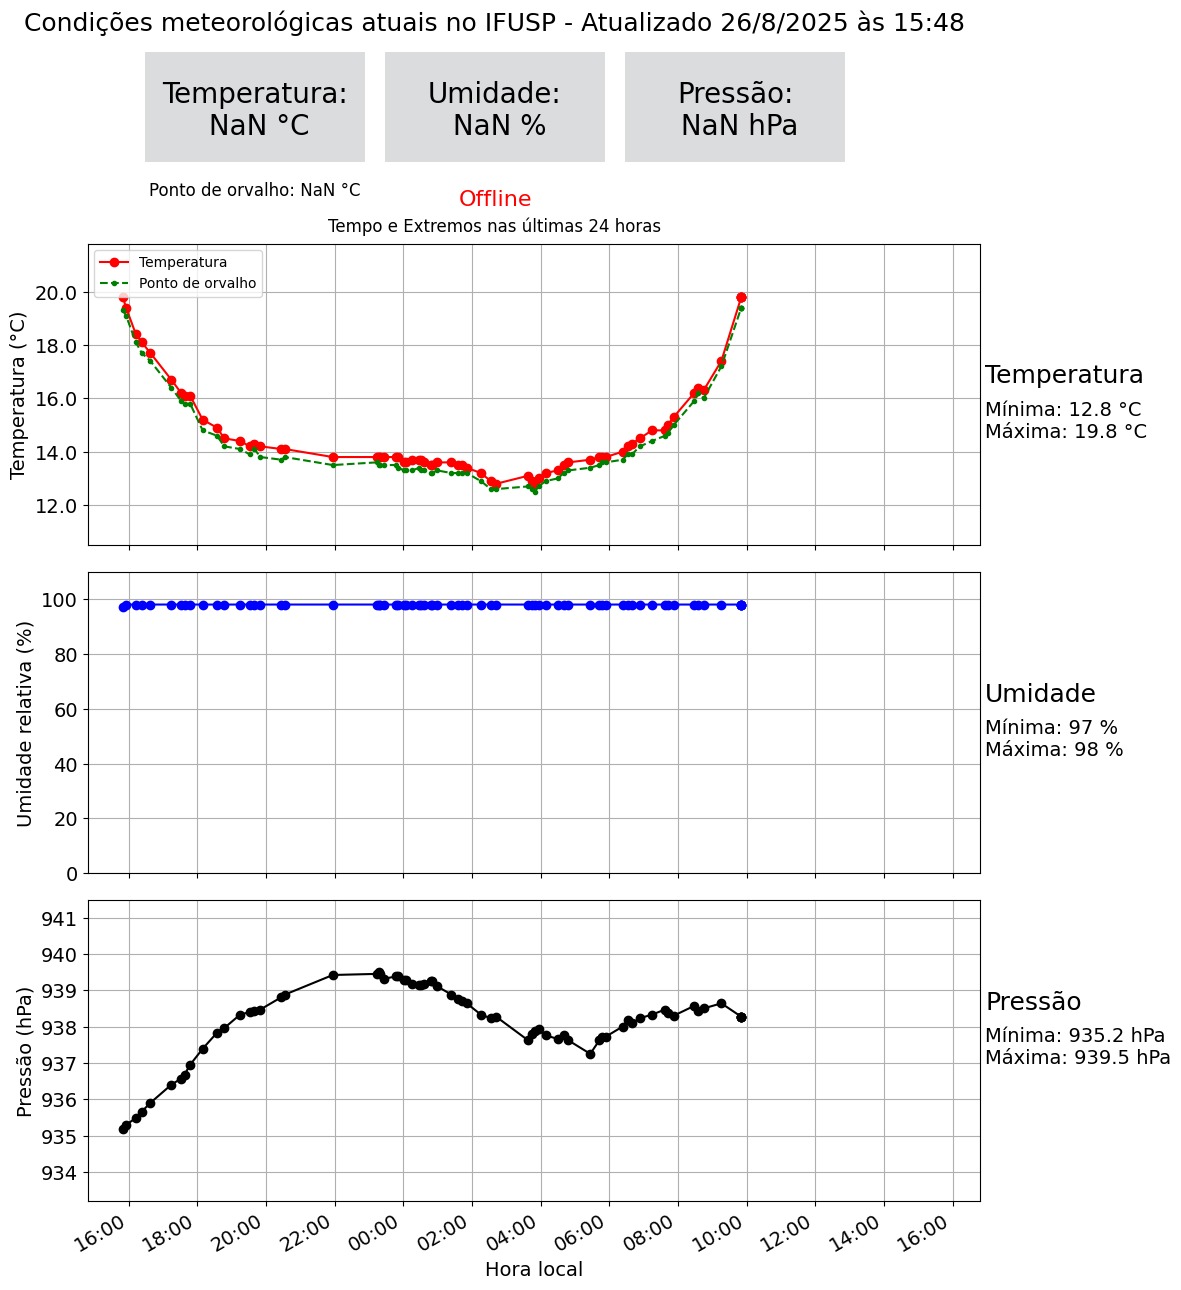 Condições meteorológicas atuais no IFUSP - Atualizado 26/8/2025 às 15:48
Temperatura:
NaN °C
Umidade:
NaN %
Pressão:
NaN hPa
Ponto de orvalho: NaN °C
Offline
Tempo e Extremos nas últimas 24 horas
Temperatura
Ponto de orvalho
Temperatura (°C)
20.0
18.0
16.0
14.0
12.0
Temperatura
Mínima: 12.8 °C
Máxima: 19.8 °C
Umidade relativa (%)
100
80
60
40
20
0
Umidade
Mínima: 97 %
Máxima: 98 %
Pressão (hPa)
941
940
939
938
937
936
935
934
Pressão
Mínima: 935.2 hPa
Máxima: 939.5 hPa
16:00
18:00
20:00
22:00
00:00
02:00
04:00
06:00
08:00
10:00
12:00
14:00
16:00
Hora local